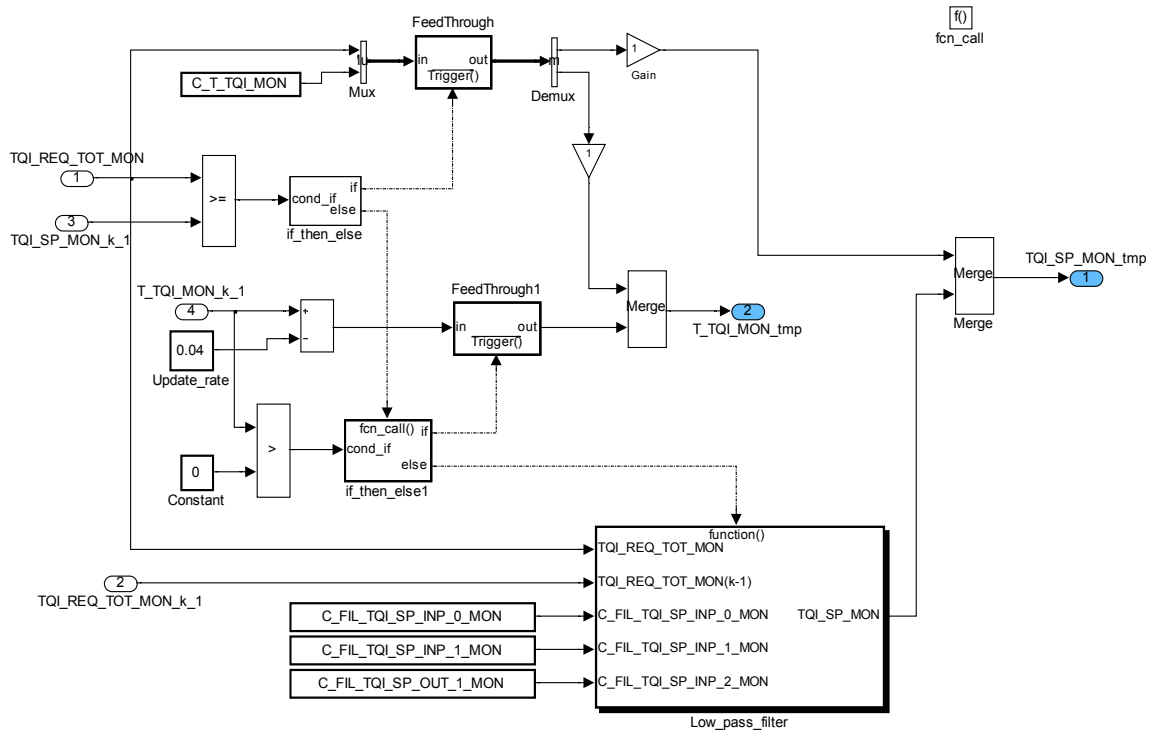 FeedThrough
f()
fcn_call
in
out
Trigger()
1
Gain
C_T_TQI_MON
Mux
Demux
1
TQI_REQ_TOT_MON
1
>=
cond_if
if
else
if_then_else
3
TQI_SP_MON_k_1
TQI_SP_MON_tmp
Merge
1
Merge
T_TQI_MON_k_1
4
FeedThrough1
in
out
Trigger()
Merge
2
T_TQI_MON_tmp
+
−
0.04
Update_rate
fcn_call()
if
cond_if
else
if_then_else1
>
0
Constant
function()
TQI_REQ_TOT_MON
2
TQI_REQ_TOT_MON_k_1
TQI_REQ_TOT_MON(k-1)
C_FIL_TQI_SP_INP_0_MON
C_FIL_TQI_SP_INP_0_MON
TQI_SP_MON
C_FIL_TQI_SP_INP_1_MON
C_FIL_TQI_SP_INP_1_MON
C_FIL_TQI_SP_OUT_1_MON
C_FIL_TQI_SP_INP_2_MON
Low_pass_filter